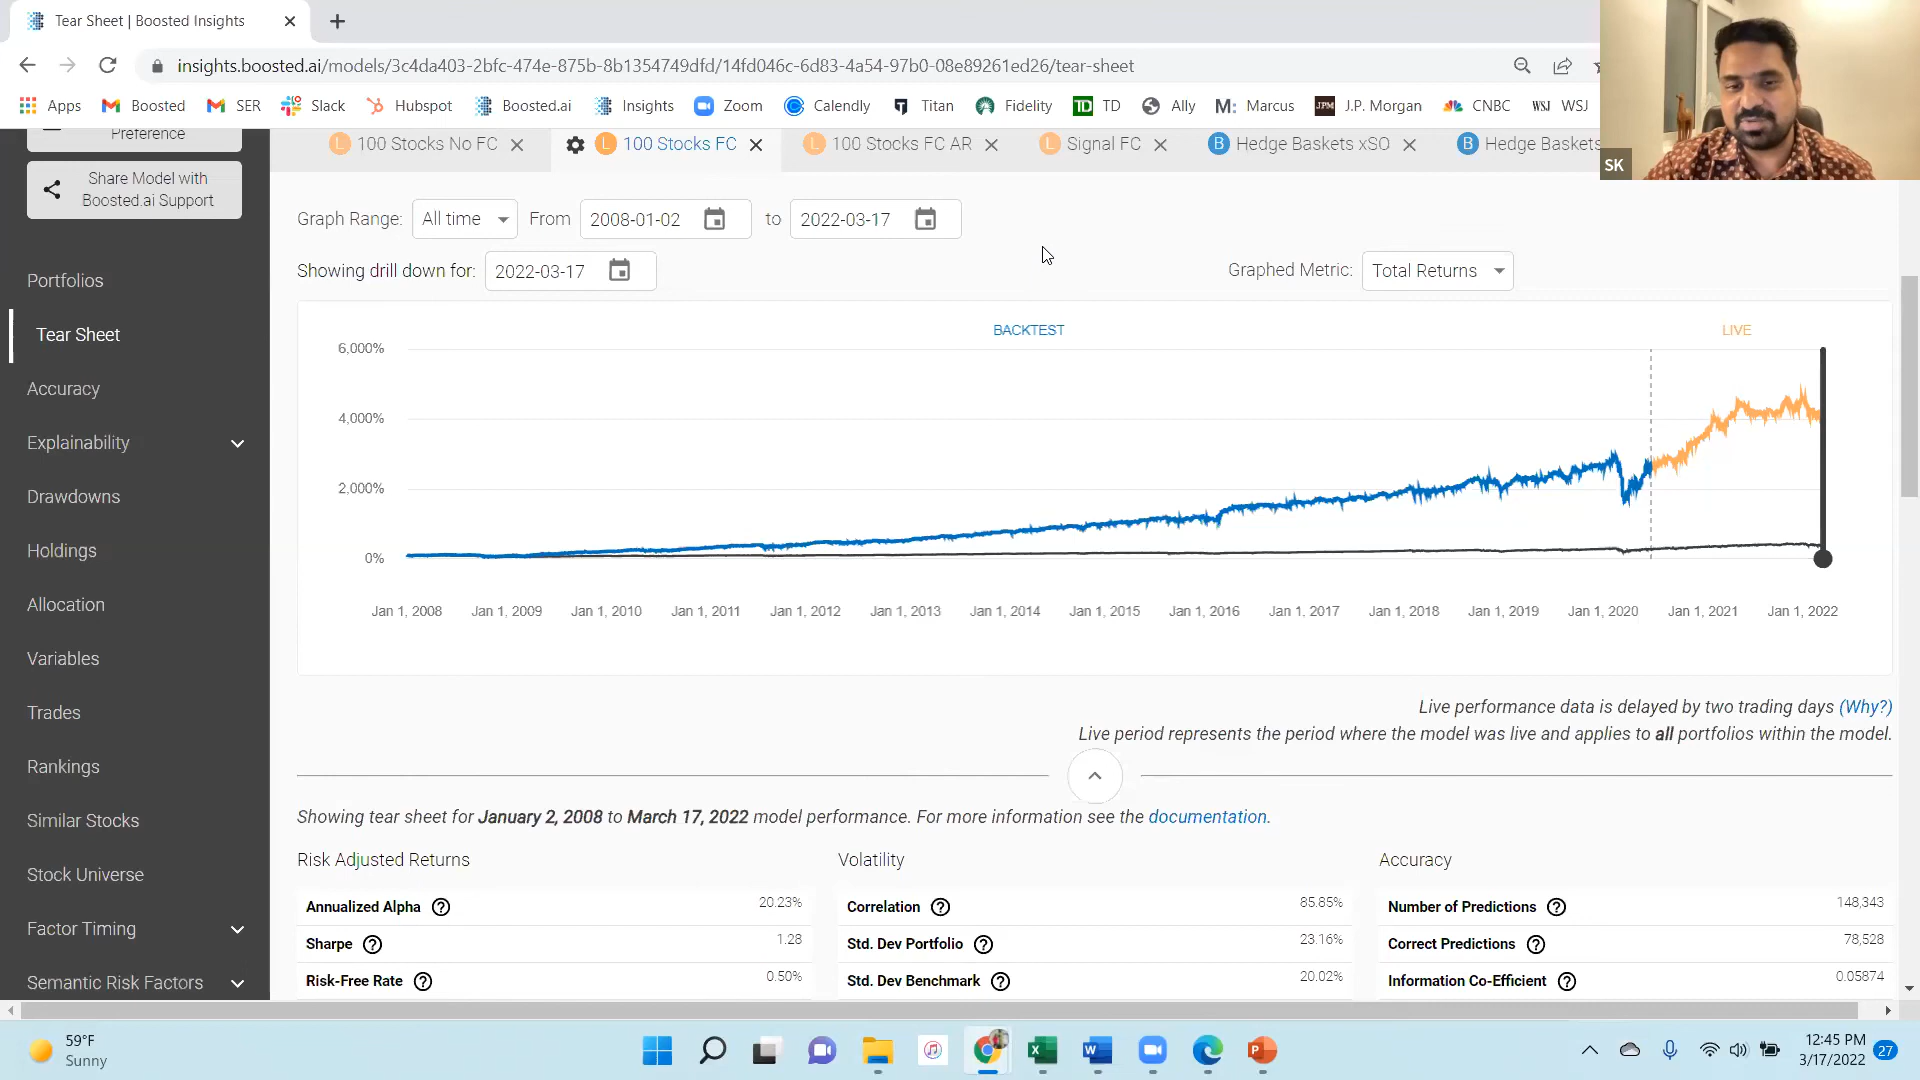 Tear Sheet | Boosted Insights
insights.boosted.ai/models/3c4da403-2bfc-474e-875b-8b1354749dfd/14fd046c-6d83-4a54-97b0-08e89261ed26/tear-sheet
Apps Boosted SER Slack Hubspot Boosted.ai Insights Zoom Calendly Titan Fidelity TD TD Ally M: Marcus JPM J.P. Morgan CNBC WSJ WSJ
SK
Preference
Share Model with
Boosted.ai Support
L 100 Stocks No FC L 100 Stocks FC L 100 Stocks FC AR L Signal FC B Hedge Baskets xSO B Hedge Baskets
Graph Range: All time From 2008-01-02 to 2022-03-17
Showing drill down for: 2022-03-17 Graphed Metric: Total Returns
Portfolios
Tear Sheet
Accuracy
Explainability
Drawdowns
Holdings
Allocation
Variables
Trades
Rankings
Similar Stocks
Stock Universe
Factor Timing
Semantic Risk Factors
BACKTEST LIVE
6,000%
4,000%
2,000%
0%
Jan 1, 2008 Jan 1, 2009 Jan 1, 2010 Jan 1, 2011 Jan 1, 2012 Jan 1, 2013 Jan 1, 2014 Jan 1, 2015 Jan 1, 2016 Jan 1, 2017 Jan 1, 2018 Jan 1, 2019 Jan 1, 2020 Jan 1, 2021 Jan 1, 2022
Live performance data is delayed by two trading days (Why?)
Live period represents the period where the model was live and applies to all portfolios within the model.
Showing tear sheet for January 2, 2008 to March 17, 2022 model performance. For more information see the documentation.
Risk Adjusted Returns
Annualized Alpha ? 20.23%
Sharpe ? 1.28
Risk-Free Rate ? 0.50%
Volatility
Correlation ? 85.85%
Std. Dev Portfolio ? 23.16%
Std. Dev Benchmark ? 20.02%
Accuracy
Number of Predictions ? 148,343
Correct Predictions ? 78,528
Information Co-Efficient ? 0.05874
59°F
Sunny
12:45 PM
3/17/2022 27